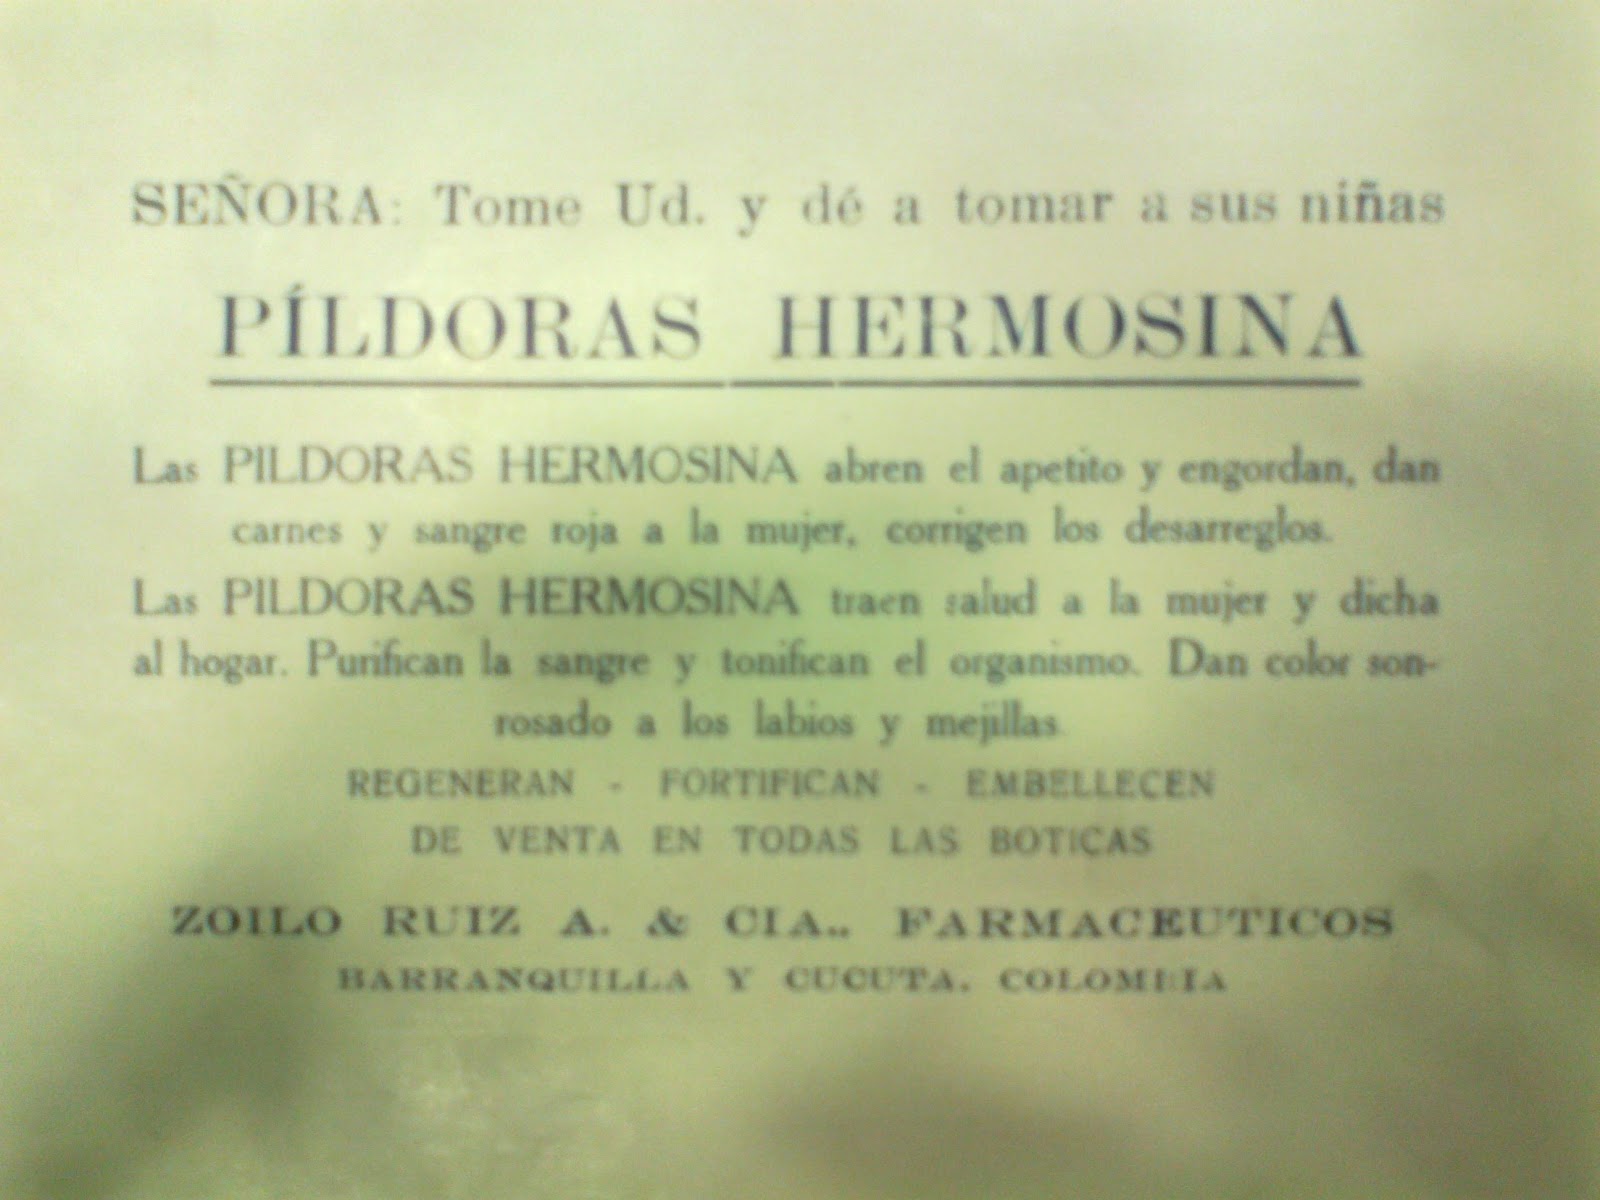 SEÑORA: Tome Ud. y dé a tomar a sus niñas
PÍLDORAS HERMOSINA
Las PILDORAS HERMOSINA abren el apetito y engordan, dan
carnes y sangre roja a la mujer, corrigen los desarreglos.
Las PILDORAS HERMOSINA traen salud a la mujer y dicha
al hogar. Purifican la sangre y tonifican el organismo. Dan color son-
rosado a los labios y mejillas.
REGENERAN - FORTIFICAN - EMBELLECEN
DE VENTA EN TODAS LAS BOTICAS
ZOILO RUIZ A. & CIA.. FARMACEUTICOS
BARRANQUILLA Y CUCUTA. COLOMBIA